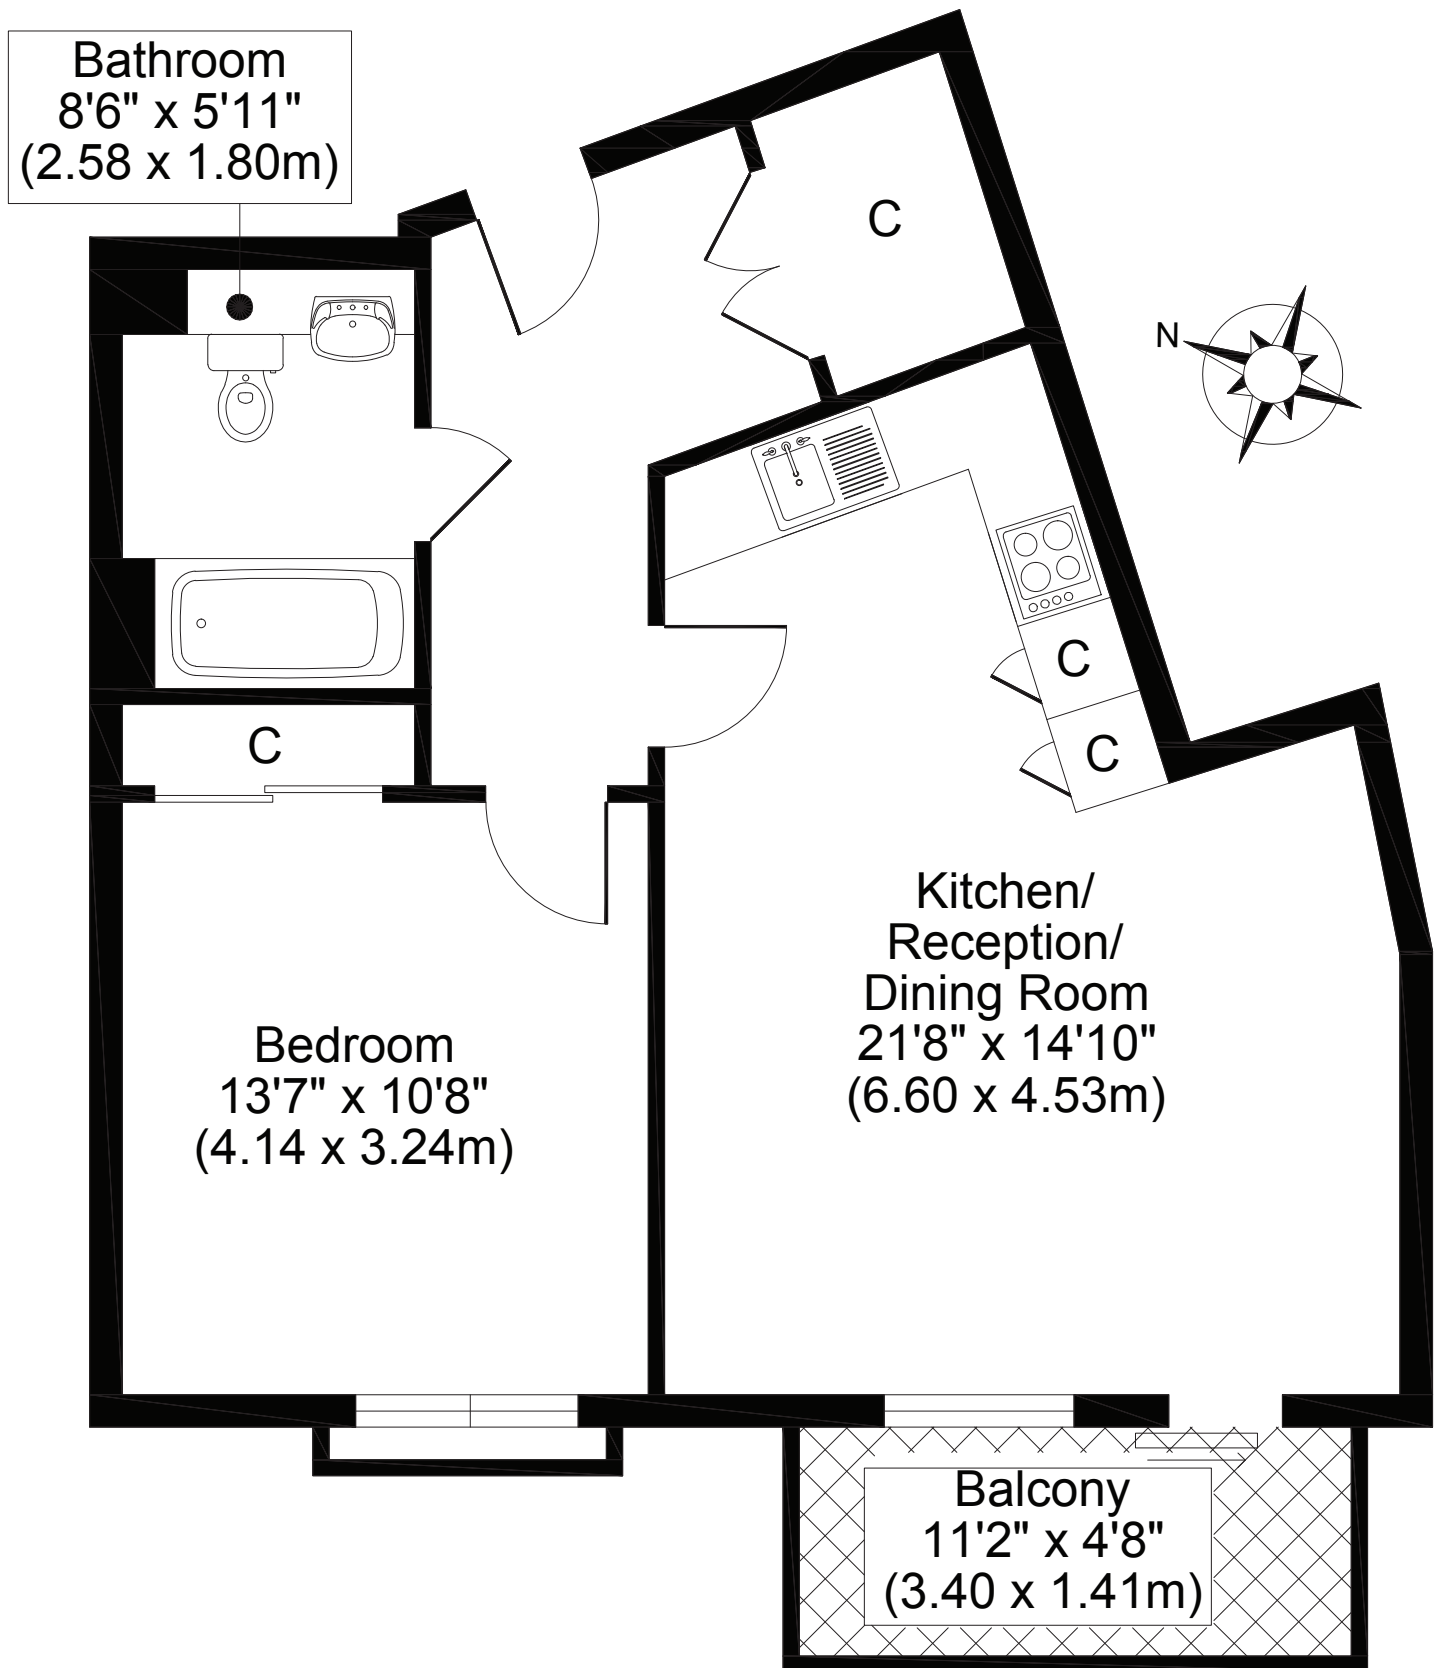 Bathroom
8'6" x 5'11"
(2.58 x 1.80m)
C
N
C
C
C
Kitchen/
Reception/
Dining Room
21'8" x 14'10"
(6.60 x 4.53m)
Bedroom
13'7" x 10'8"
(4.14 x 3.24m)
Balcony
11'2" x 4'8"
(3.40 x 1.41m)